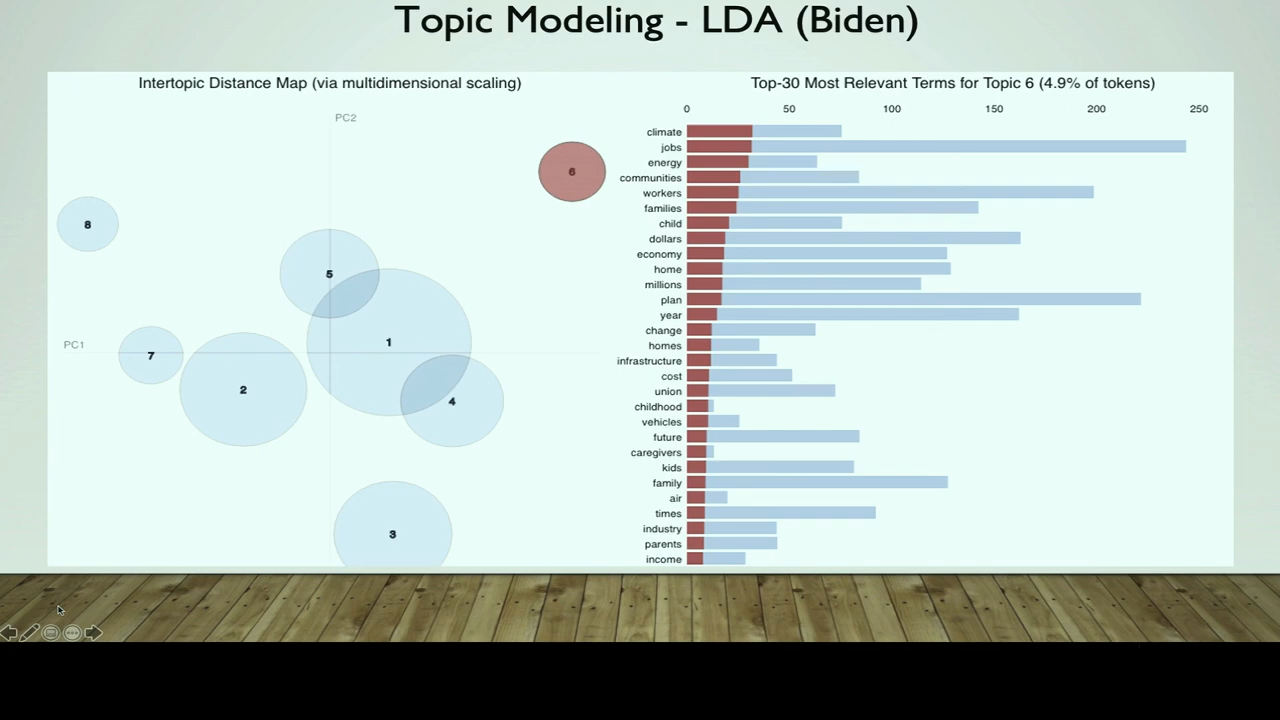 Topic Modeling - LDA (Biden)
Intertopic Distance Map (via multidimensional scaling)
PC2
PC1
8
5
6
1
7
2
4
3
Top-30 Most Relevant Terms for Topic 6 (4.9% of tokens)
0 50 100 150 200 250
climate
jobs
energy
communities
workers
families
child
dollars
economy
home
millions
plan
year
change
homes
infrastructure
cost
union
childhood
vehicles
future
caregivers
kids
family
air
times
industry
parents
income